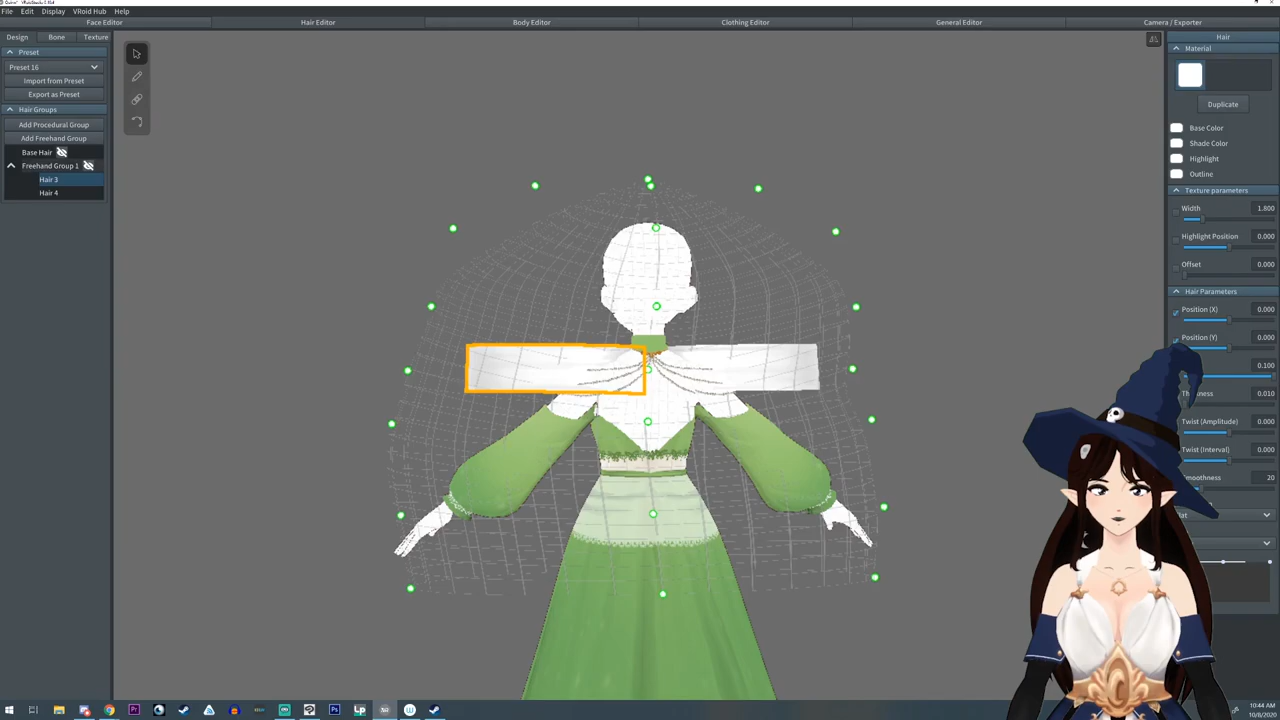 File Edit Display VRoid Hub Help
Face Editor Hair Editor Body Editor Clothing Editor General Editor Camera / Exporter
Design Bone Texture
Preset
Preset 16
Import from Preset
Export as Preset
Hair Groups
Add Procedural Group
Add Freehand Group
Base Hair
Freehand Group 1
Hair 3
Hair 4
Hair
Material
Duplicate
Base Color
Shade Color
Highlight
Outline
Texture parameters
Width 1.800
Highlight Position 0.000
Offset 0.000
Hair Parameters
Position (X) 0.000
Position (Y) 0.000
0.100
0.010
Twist (Amplitude) 0.000
Twist (Interval) 0.000
20
10:44 AM
10/8/2020